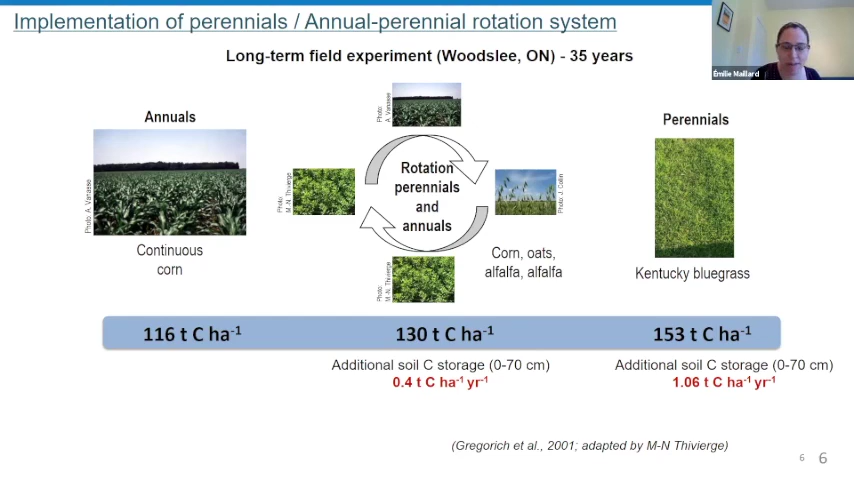 Implementation of perennials / Annual-perennial rotation system
Émilie Maillard
Long-term field experiment (Woodslee, ON) - 35 years
Annuals
Photo: A. Vanasse
Continuous
corn
Photo:
A. Vanasse
Photo:
M.-N. Thivierge
Rotation
perennials
and
annuals
Photo: J. Collin
Photo:
M.-N. Thivierge
Corn, oats,
alfalfa, alfalfa
Perennials
Kentucky bluegrass
116 t C ha-1
130 t C ha-1
153 t C ha-1
Additional soil C storage (0-70 cm)
0.4 t C ha-1 yr-1
Additional soil C storage (0-70 cm)
1.06 t C ha-1 yr-1
(Gregorich et al., 2001; adapted by M-N Thivierge)
6
6